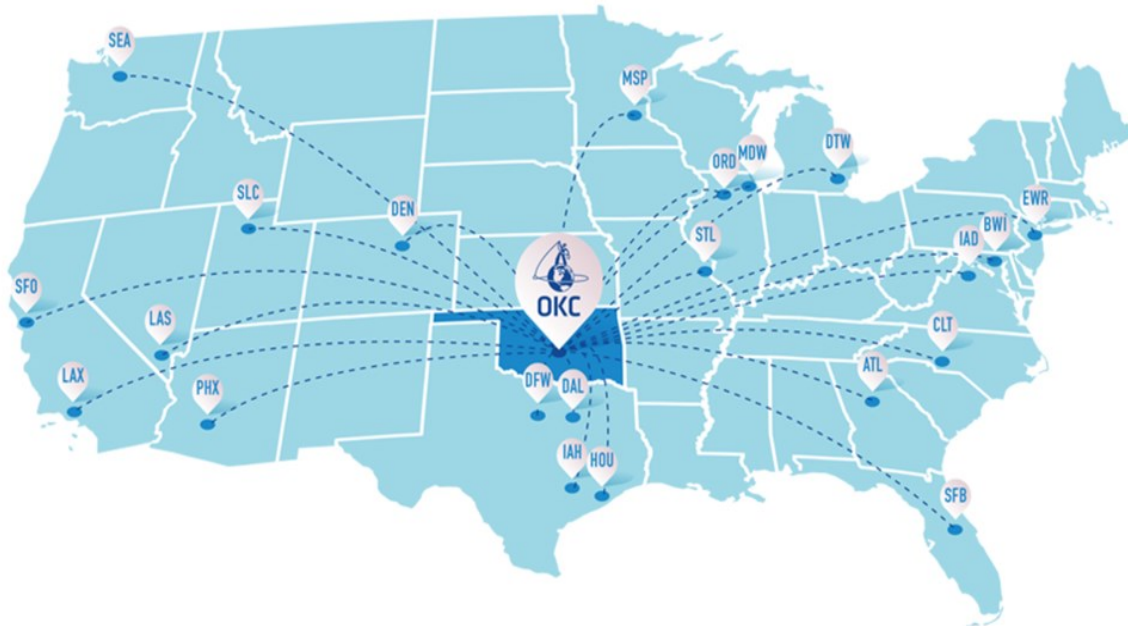 SEA
MSP
DTW
ORD
MDW
SLC
DEN
EWR
BWI
IAD
STL
SFO
OKC
LAS
CLT
LAX
PHX
DFW
DAL
ATL
IAH
HOU
SFB